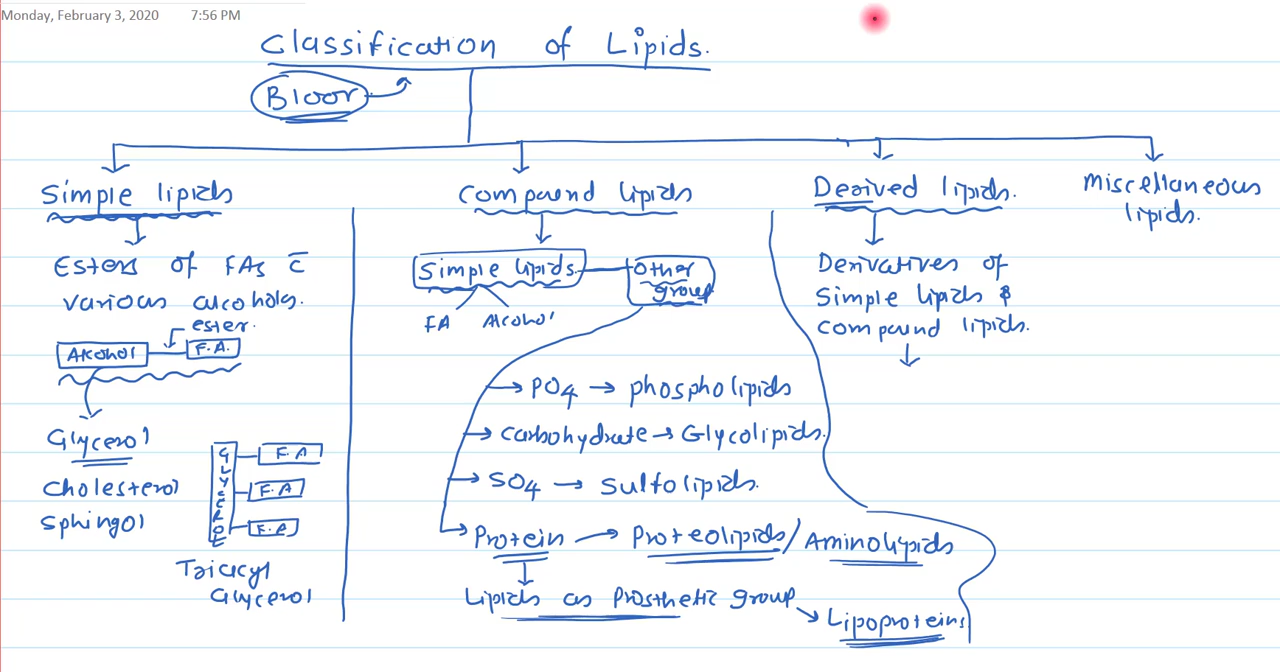 Monday, February 3, 2020 7:56 PM
Classification of Lipids.
Bloor
Simple lipids
Esters of FAs c̄
various alcohols.
ester.
Alcohol F.A.
Glycerol
Cholesterol
Sphingol
GLYCEROL
F.A
F.A
F.A
Triacyl
Glycerol
Compound lipids
Simple lipids Other
group
FA Alcohol
PO4 → phospholipids
Carbohydrate → Glycolipids.
SO4 → Sulfolipids.
Protein → Proteolipids/Aminolipids
Lipids as Prosthetic group
Lipoproteins
Derived lipids.
Derivatives of
Simple lipids &
Compound lipids.
Miscellaneous
lipids.